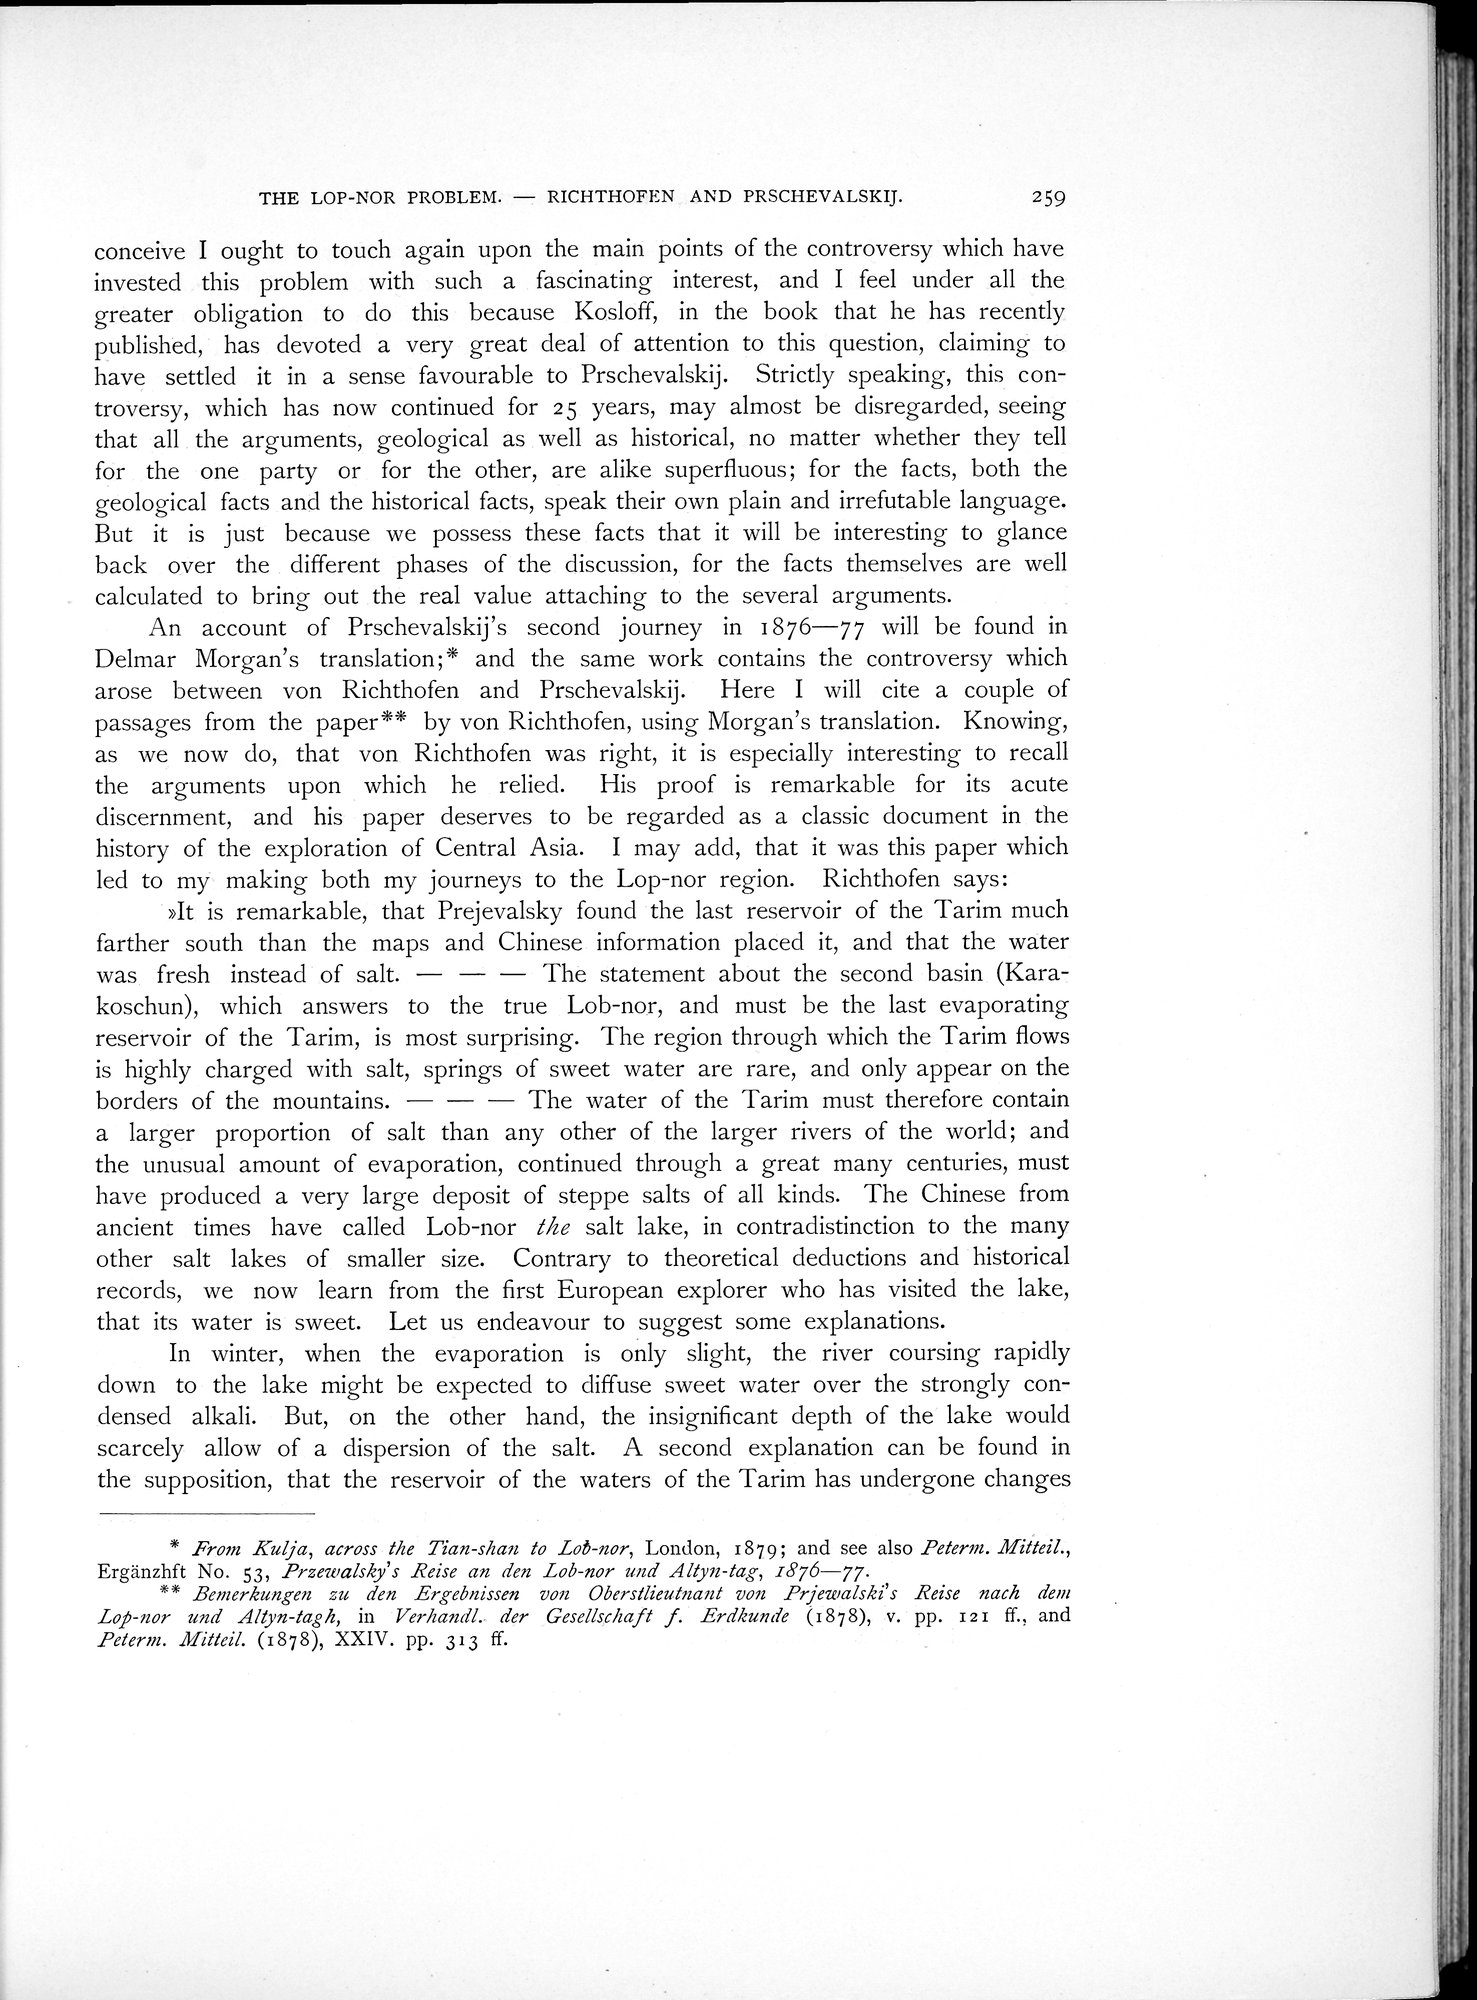 THE LOP-NOR PROBLEM. — RICHTHOFEN AND PRSCHEVALSKIJ. 259
conceive I ought to touch again upon the main points of the controversy which have
invested this problem with such a fascinating interest, and I feel under all the
greater obligation to do this because Kosloff, in the book that he has recently
published, has devoted a very great deal of attention to this question, claiming to
have settled it in a sense favourable to Prschevalskij. Strictly speaking, this con-
troversy, which has now continued for 25 years, may almost be disregarded, seeing
that all the arguments, geological as well as historical, no matter whether they tell
for the one party or for the other, are alike superfluous; for the facts, both the
geological facts and the historical facts, speak their own plain and irrefutable language.
But it is just because we possess these facts that it will be interesting to glance
back over the different phases of the discussion, for the facts themselves are well
calculated to bring out the real value attaching to the several arguments.
An account of Prschevalskij's second journey in 1876—77 will be found in
Delmar Morgan's translation;* and the same work contains the controversy which
arose between von Richthofen and Prschevalskij. Here I will cite a couple of
passages from the paper** by von Richthofen, using Morgan's translation. Knowing,
as we now do, that von Richthofen was right, it is especially interesting to recall
the arguments upon which he relied. His proof is remarkable for its acute
discernment, and his paper deserves to be regarded as a classic document in the
history of the exploration of Central Asia. I may add, that it was this paper which
led to my making both my journeys to the Lop-nor region. Richthofen says:
»It is remarkable, that Prejevalsky found the last reservoir of the Tarim much
farther south than the maps and Chinese information placed it, and that the water
was fresh instead of salt. — — — The statement about the second basin (Kara-
koschun), which answers to the true Lob-nor, and must be the last evaporating
reservoir of the Tarim, is most surprising. The region through which the Tarim flows
is highly charged with salt, springs of sweet water are rare, and only appear on the
borders of the mountains. — — — The water of the Tarim must therefore contain
a larger proportion of salt than any other of the larger rivers of the world; and
the unusual amount of evaporation, continued through a great many centuries, must
have produced a very large deposit of steppe salts of all kinds. The Chinese from
ancient times have called Lob-nor the salt lake, in contradistinction to the many
other salt lakes of smaller size. Contrary to theoretical deductions and historical
records, we now learn from the first European explorer who has visited the lake,
that its water is sweet. Let us endeavour to suggest some explanations.
In winter, when the evaporation is only slight, the river coursing rapidly
down to the lake might be expected to diffuse sweet water over the strongly con-
densed alkali. But, on the other hand, the insignificant depth of the lake would
scarcely allow of a dispersion of the salt. A second explanation can be found in
the supposition, that the reservoir of the waters of the Tarim has undergone changes
* From Kulja, across the Tian-shan to Lob-nor, London, 1879; and see also Peterm. Mitteil.,
Ergänzhft No. 53, Przewalsky's Reise an den Lob-nor und Altyn-tag, 1876—77.
** Bemerkungen zu den Ergebnissen von Oberstlieutnant von Prjewalski's Reise nach dem
Lop-nor und Altyn-tagh, in Verhandl. der Gesellschaft f. Erdkunde (1878), v. pp. 121 ff., and
Peterm. Mitteil. (1878), XXIV. pp. 313 ff.